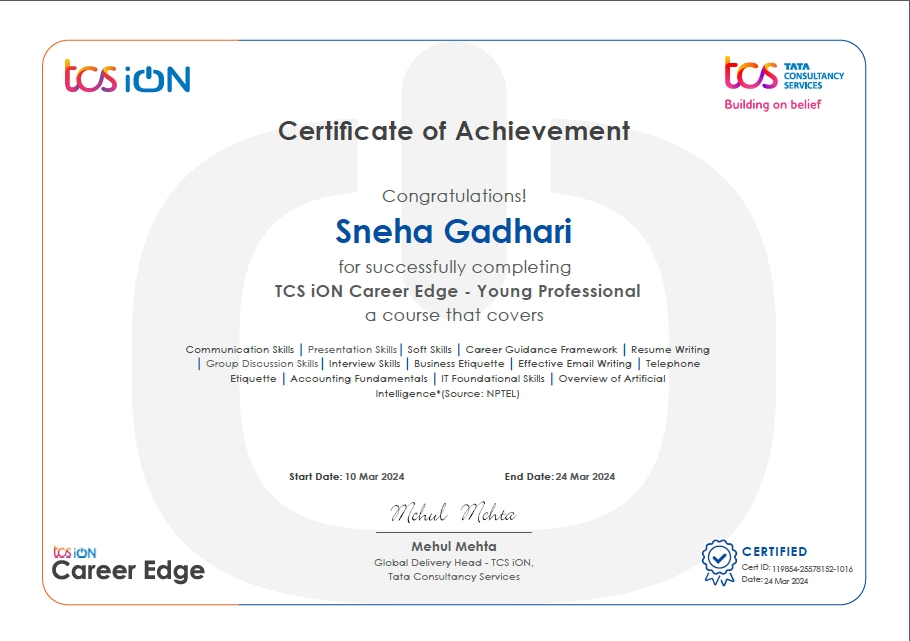 tcs iON
tcs TATA
CONSULTANCY
SERVICES
Building on belief
Certificate of Achievement
Congratulations!
Sneha Gadhari
for successfully completing
TCS iON Career Edge - Young Professional
a course that covers
Communication Skills | Presentation Skills | Soft Skills | Career Guidance Framework | Resume Writing
| Group Discussion Skills | Interview Skills | Business Etiquette | Effective Email Writing | Telephone
Etiquette | Accounting Fundamentals | IT Foundational Skills | Overview of Artificial
Intelligence*(Source: NPTEL)
Start Date: 10 Mar 2024 End Date: 24 Mar 2024
Mehul Mehta
Mehul Mehta
Global Delivery Head - TCS iON,
Tata Consultancy Services
tcs iON
Career Edge
CERTIFIED
Cert ID: 119854-25578152-1016
Date: 24 Mar 2024